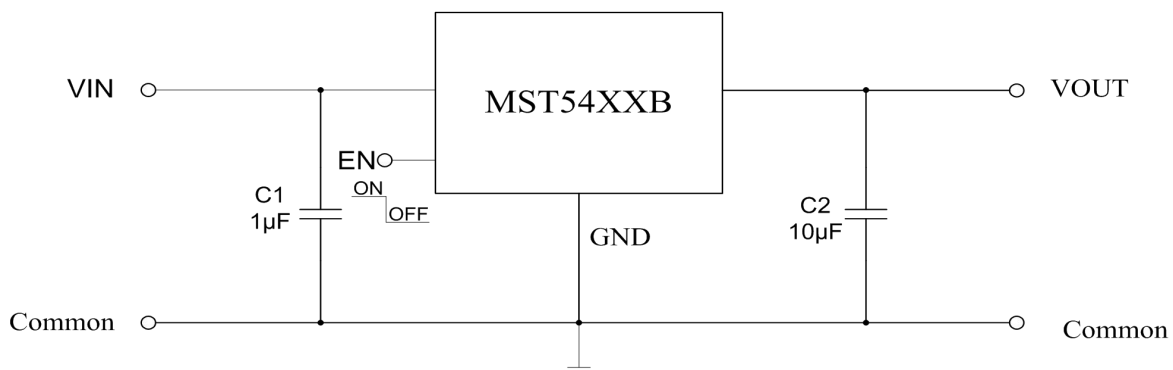 VIN
MST54XXB
VOUT
EN
ON
OFF
C1
1µF
GND
C2
10µF
Common
Common